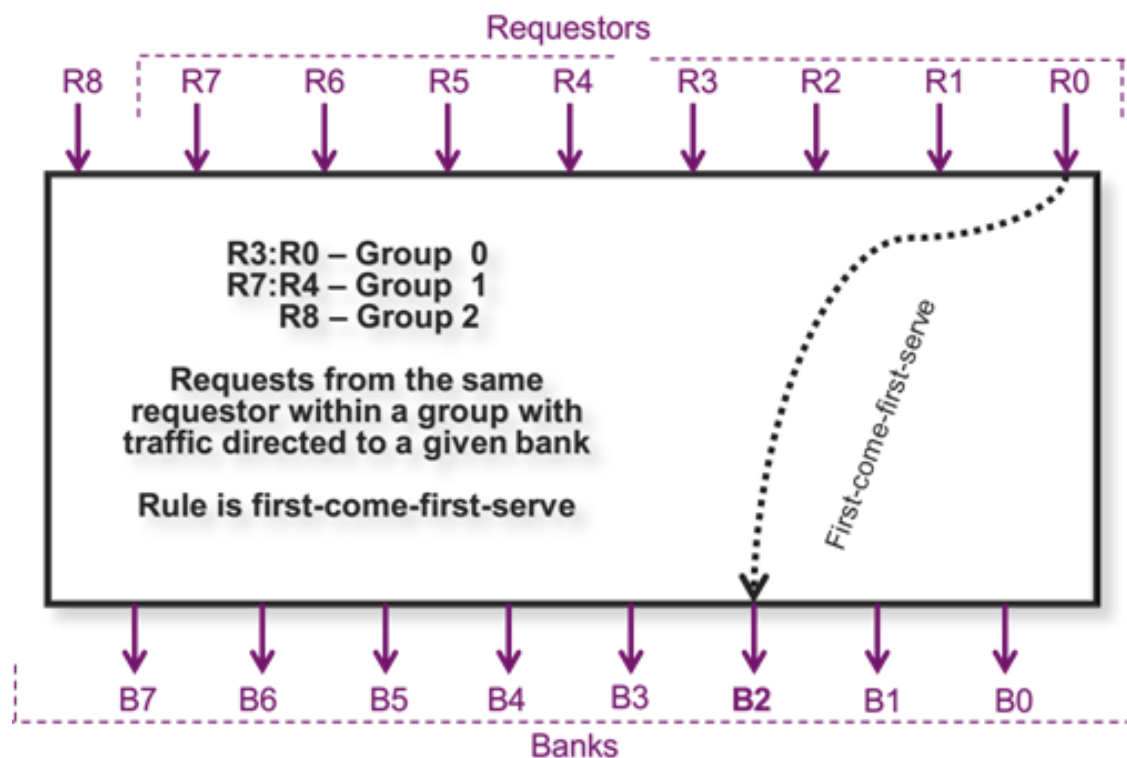 Requestors
R8 R7 R6 R5 R4 R3 R2 R1 R0
R3:R0 – Group 0
R7:R4 – Group 1
R8 – Group 2
Requests from the same
requestor within a group with
traffic directed to a given bank
Rule is first-come-first-serve
First-come-first-serve
B7 B6 B5 B4 B3 B2 B1 B0
Banks